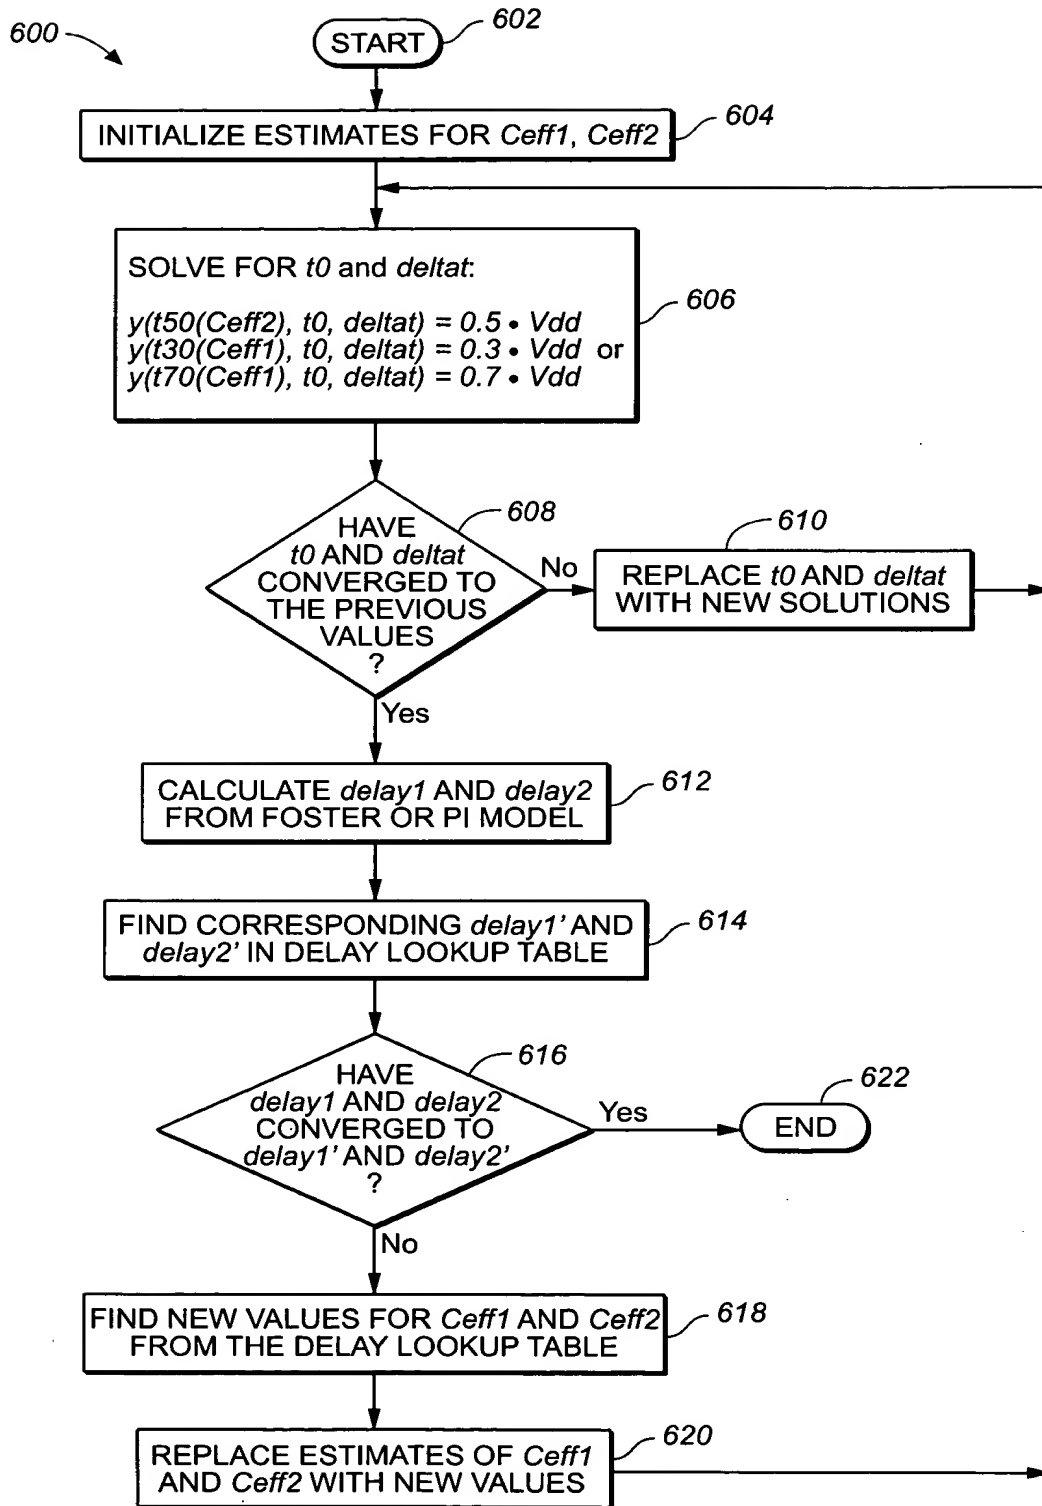 600
START
602
INITIALIZE ESTIMATES FOR Ceff1, Ceff2
604
SOLVE FOR t0 and deltat:
y(t50(Ceff2), t0, deltat) = 0.5 • Vdd
y(t30(Ceff1), t0, deltat) = 0.3 • Vdd or
y(t70(Ceff1), t0, deltat) = 0.7 • Vdd
606
HAVE
t0 AND deltat
CONVERGED TO
THE PREVIOUS
VALUES
?
608
No
REPLACE t0 AND deltat
WITH NEW SOLUTIONS
610
Yes
CALCULATE delay1 AND delay2
FROM FOSTER OR PI MODEL
612
FIND CORRESPONDING delay1' AND
delay2' IN DELAY LOOKUP TABLE
614
HAVE
delay1 AND delay2
CONVERGED TO
delay1' AND delay2'
?
616
Yes
END
622
No
FIND NEW VALUES FOR Ceff1 AND Ceff2
FROM THE DELAY LOOKUP TABLE
618
REPLACE ESTIMATES OF Ceff1
AND Ceff2 WITH NEW VALUES
620